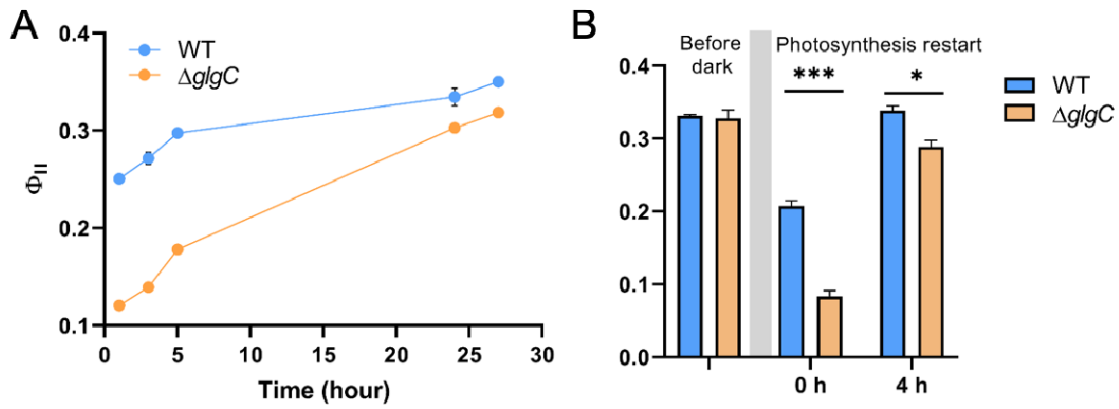 A
WT
ΔglgC
0.4
0.3
0.2
0.1
ΦII
0 5 10 15 20 25 30
Time (hour)
B
Before dark
Photosynthesis restart
***
*
WT
ΔglgC
0.4
0.3
0.2
0.1
0.0
0 h
4 h